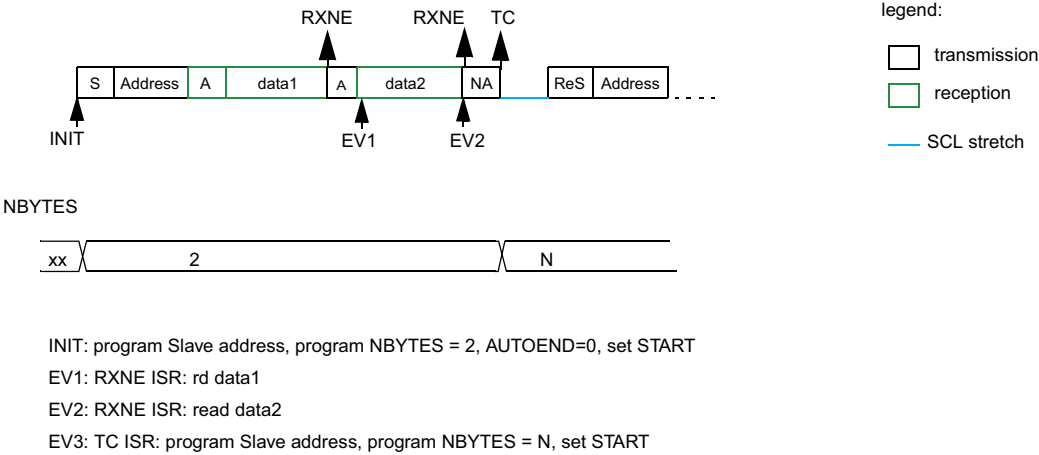 RXNE RXNE TC legend:
S Address A data1 A data2 NA ReS Address
transmission
reception
INIT EV1 EV2
SCL stretch
NBYTES
xx 2 N
INIT: program Slave address, program NBYTES = 2, AUTOEND=0, set START
EV1: RXNE ISR: rd data1
EV2: RXNE ISR: read data2
EV3: TC ISR: program Slave address, program NBYTES = N, set START